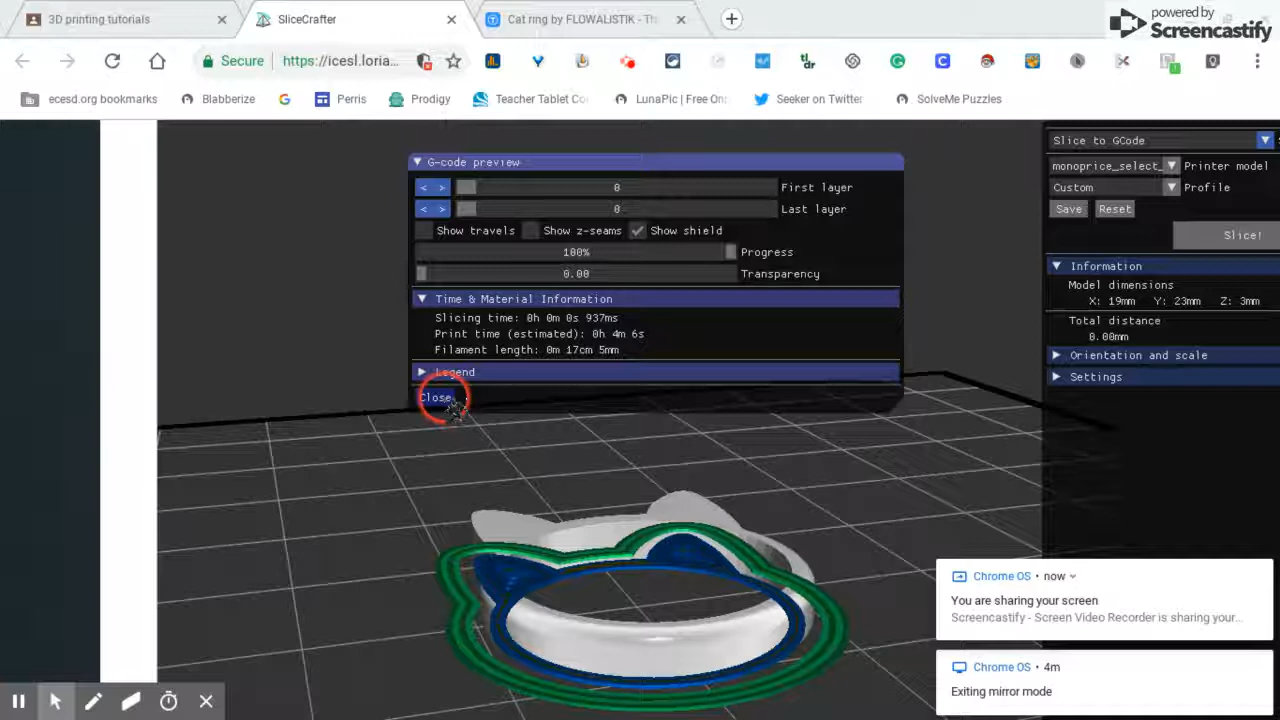 3D printing tutorials
SliceCrafter
Cat ring by FLOWALISTIK - Th
powered by
Screencastify
Secure
https://icesl.loria...
tldr
ecesd.org bookmarks
Blabberize
Perris
Prodigy
Teacher Tablet Co
LunaPic | Free Onl
Seeker on Twitter
SolveMe Puzzles
G-code preview
< >
0
First layer
< >
0
Last layer
Show travels
Show z-seams
Show shield
100%
Progress
0.00
Transparency
Time & Material Information
Slicing time: 0h 0m 0s 937ms
Print time (estimated): 0h 4m 6s
Filament length: 0m 17cm 5mm
Legend
Close
Slice to GCode
monoprice_select_
Printer model
Custom
Profile
Save
Reset
Slice!
Information
Model dimensions
X: 19mm Y: 23mm Z: 3mm
Total distance
0.00mm
Orientation and scale
Settings
Chrome OS • now
You are sharing your screen
Screencastify - Screen Video Recorder is sharing your...
Chrome OS • 4m
Exiting mirror mode